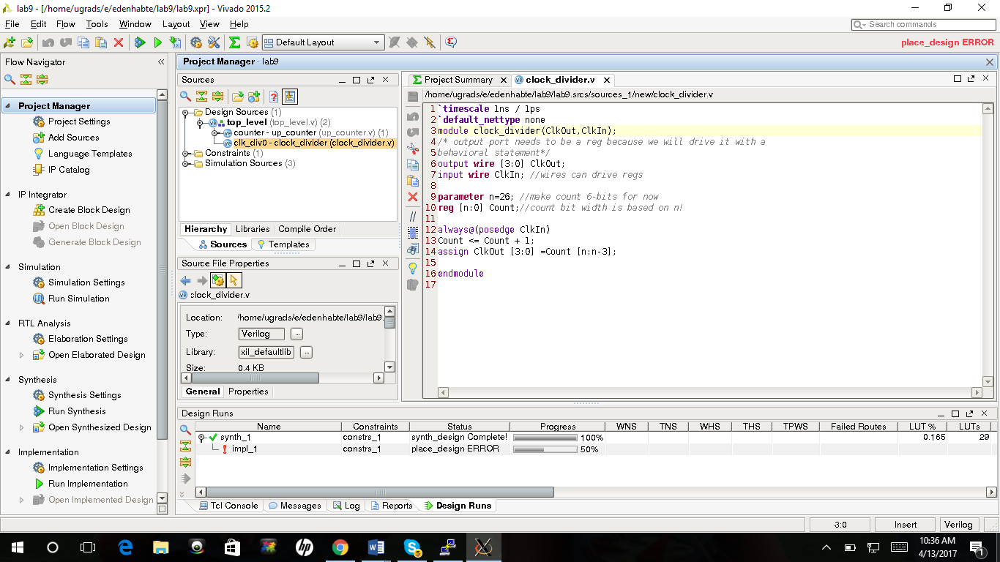 lab9 - [/home/ugrads/e/edenhabte/lab9/lab9.xpr] - Vivado 2015.2
File Edit Flow Tools Window Layout View Help
Search commands
Default Layout
place_design ERROR
Flow Navigator
Project Manager
Project Settings
Add Sources
Language Templates
IP Catalog
IP Integrator
Create Block Design
Open Block Design
Generate Block Design
Simulation
Simulation Settings
Run Simulation
RTL Analysis
Elaboration Settings
Open Elaborated Design
Synthesis
Synthesis Settings
Run Synthesis
Open Synthesized Design
Implementation
Implementation Settings
Run Implementation
Open Implemented Design
Project Manager - lab9
Sources
Design Sources (1)
top_level (top_level.v) (2)
counter - up_counter (up_counter.v) (1)
clk_div0 - clock_divider (clock_divider.v)
Constraints (1)
Simulation Sources (3)
Hierarchy Libraries Compile Order
Sources Templates
Source File Properties
clock_divider.v
Location: /home/ugrads/e/edenhabte/lab9/lab9.
Type: Verilog
Library: xil_defaultlib
Size: 0.4 KB
General Properties
Project Summary clock_divider.v
/home/ugrads/e/edenhabte/lab9/lab9.srcs/sources_1/new/clock_divider.v
1 `timescale 1ns / 1ps
2 `default_nettype none
3 module clock_divider(ClkOut,ClkIn);
4 /* output port needs to be a reg because we will drive it with a
5 behavioral statement*/
6 output wire [3:0] ClkOut;
7 input wire ClkIn; //wires can drive regs
8
9 parameter n=26; //make count 6-bits for now
10 reg [n:0] Count;//count bit width is based on n!
11
12 always@(posedge ClkIn)
13 Count <= Count + 1;
14 assign ClkOut [3:0] =Count [n:n-3];
15
16 endmodule
17
Design Runs
Name Constraints Status Progress WNS TNS WHS THS TPWS Failed Routes LUT % LUTs
synth_1 constrs_1 synth_design Complete! 100% 0.165 29
impl_1 constrs_1 place_design ERROR 50%
Tcl Console Messages Log Reports Design Runs
3:0 Insert Verilog
10:36 AM
4/13/2017